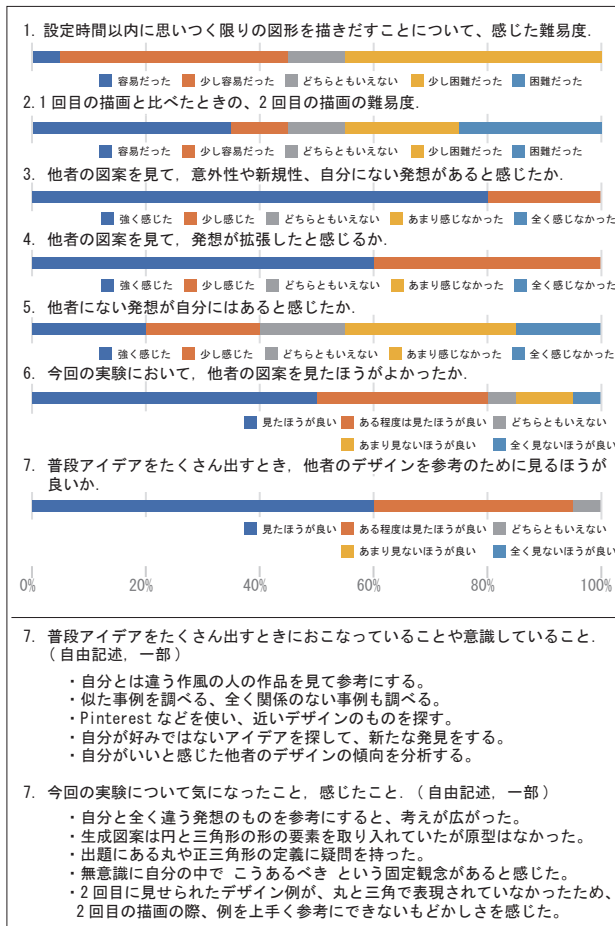 1. 設定時間以内に思いつく限りの図形を描きだすことについて、感じた難易度.
容易だった 少し容易だった どちらともいえない 少し困難だった 困難だった
2. 1回目の描画と比べたときの、2回目の描画の難易度.
容易だった 少し容易だった どちらともいえない 少し困難だった 困難だった
3. 他者の図案を見て, 意外性や新規性、自分にない発想があると感じたか.
強く感じた 少し感じた どちらともいえない あまり感じなかった 全く感じなかった
4. 他者の図案を見て, 発想が拡張したと感じるか.
強く感じた 少し感じた どちらともいえない あまり感じなかった 全く感じなかった
5. 他者にない発想が自分にはあると感じたか.
強く感じた 少し感じた どちらともいえない あまり感じなかった 全く感じなかった
6. 今回の実験において, 他者の図案を見たほうがよかったか.
見たほうが良い ある程度は見たほうが良い どちらともいえない
あまり見ないほうが良い 全く見ないほうが良い
7. 普段アイデアをたくさん出すとき, 他者のデザインを参考のために見るほうが
良いか.
見たほうが良い ある程度は見たほうが良い どちらともいえない
あまり見ないほうが良い 全く見ないほうが良い
0% 20% 40% 60% 80% 100%
7. 普段アイデアをたくさん出すときにおこなっていることや意識していること.
(自由記述, 一部)
・自分とは違う作風の人の作品を見て参考にする。
・似た事例を調べる、全く関係のない事例も調べる。
・Pinterest などを使い、近いデザインのものを探す。
・自分が好みではないアイデアを探して、新たな発見をする。
・自分がいいと感じた他者のデザインの傾向を分析する。
7. 今回の実験について気になったこと, 感じたこと. (自由記述, 一部)
・自分と全く違う発想のものを参考にすると、考えが広がった。
・生成図案は円と三角形の形の要素を取り入れていたが原型はなかった。
・出題にある丸や正三角形の定義に疑問を持った。
・無意識に自分の中で こうあるべき という固定観念があると感じた。
・2回目に見せられたデザイン例が、丸と三角で表現されていなかったため、
2回目の描画の際、例を上手く参考にできないもどかしさを感じた。